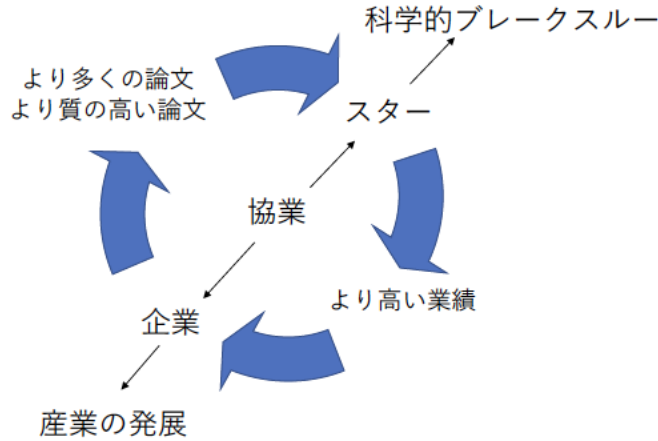 科学的ブレークスルー
より多くの論文
より質の高い論文
スター
協業
より高い業績
企業
産業の発展